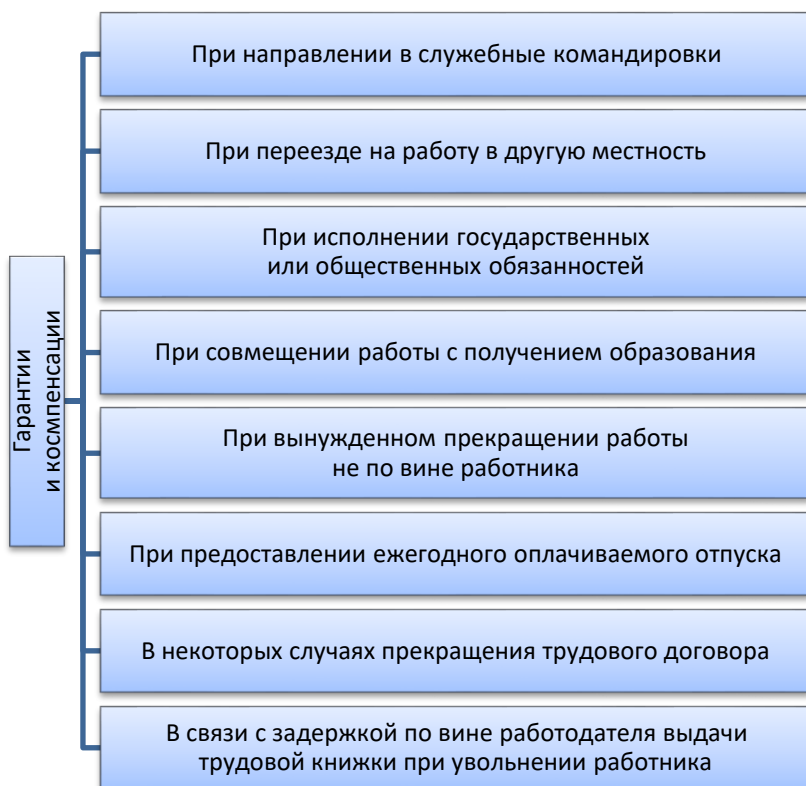 Гарантии
и космпенсации
При направлении в служебные командировки
При переезде на работу в другую местность
При исполнении государственных
или общественных обязанностей
При совмещении работы с получением образования
При вынужденном прекращении работы
не по вине работника
При предоставлении ежегодного оплачиваемого отпуска
В некоторых случаях прекращения трудового договора
В связи с задержкой по вине работодателя выдачи
трудовой книжки при увольнении работника